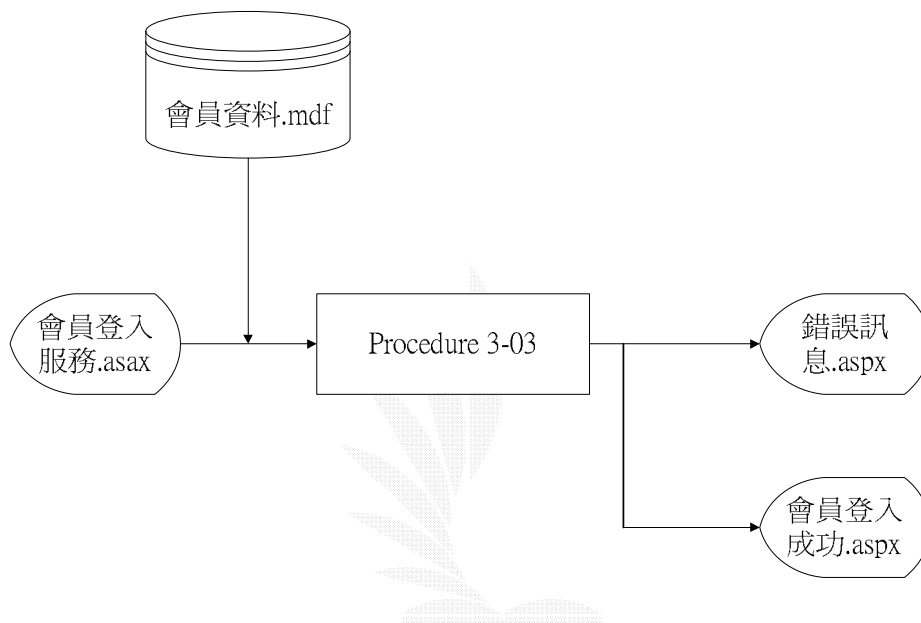 會員資料.mdf
會員登入
服務.asax
Procedure 3-03
錯誤訊
息.aspx
會員登入
成功.aspx